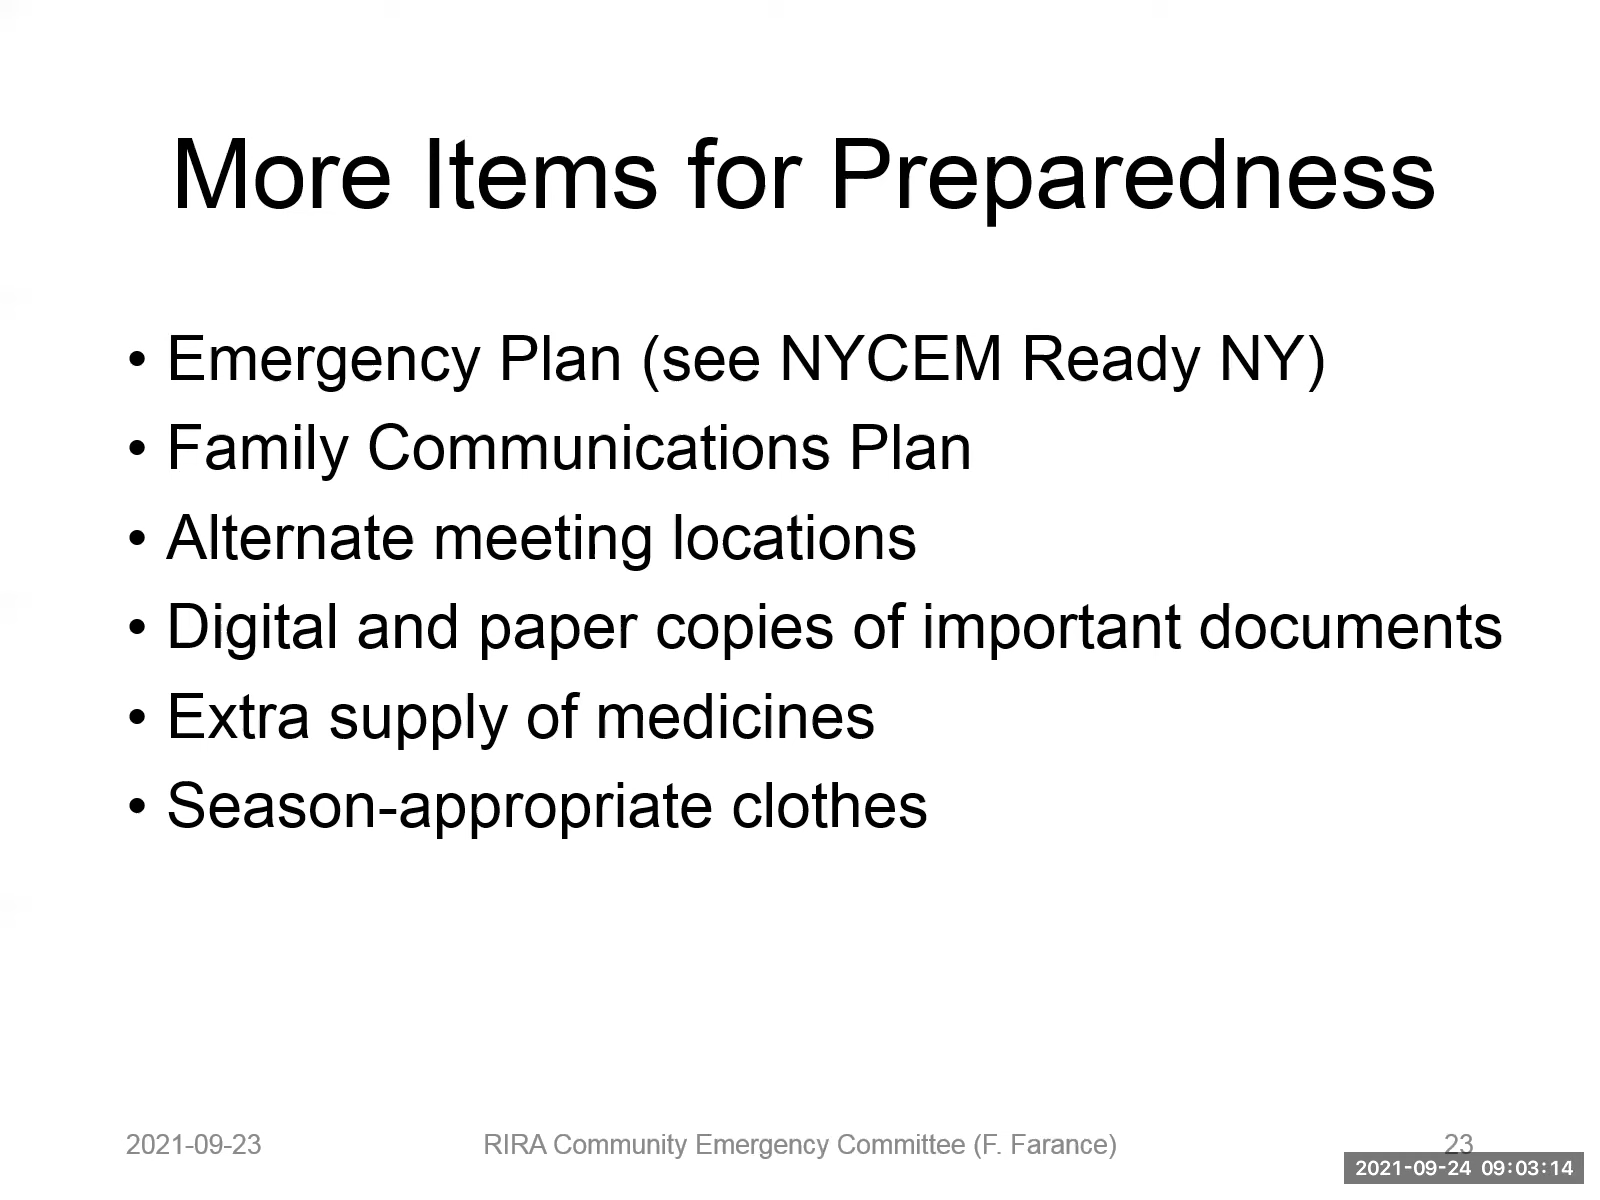 More Items for Preparedness
• Emergency Plan (see NYCEM Ready NY)
• Family Communications Plan
• Alternate meeting locations
• Digital and paper copies of important documents
• Extra supply of medicines
• Season-appropriate clothes
2021-09-23
RIRA Community Emergency Committee (F. Farance)
23
2021-09-24 09:03:14